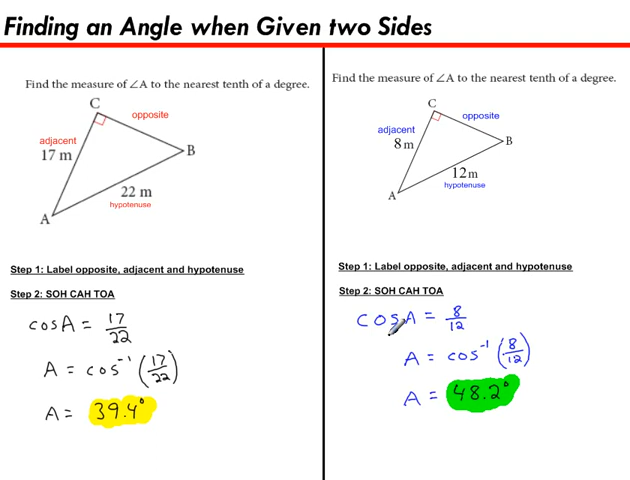 Finding an Angle when Given two Sides
Find the measure of ∠A to the nearest tenth of a degree.
C
opposite
adjacent
17 m
B
22 m
hypotenuse
A
Step 1: Label opposite, adjacent and hypotenuse
Step 2: SOH CAH TOA
cosA = 17/22
A = cos⁻¹ (17/22)
A = 39.4°
Find the measure of ∠A to the nearest tenth of a degree.
C
opposite
adjacent
8 m
B
12 m
hypotenuse
A
Step 1: Label opposite, adjacent and hypotenuse
Step 2: SOH CAH TOA
cosA = 8/12
A = cos⁻¹ (8/12)
A = 48.2°